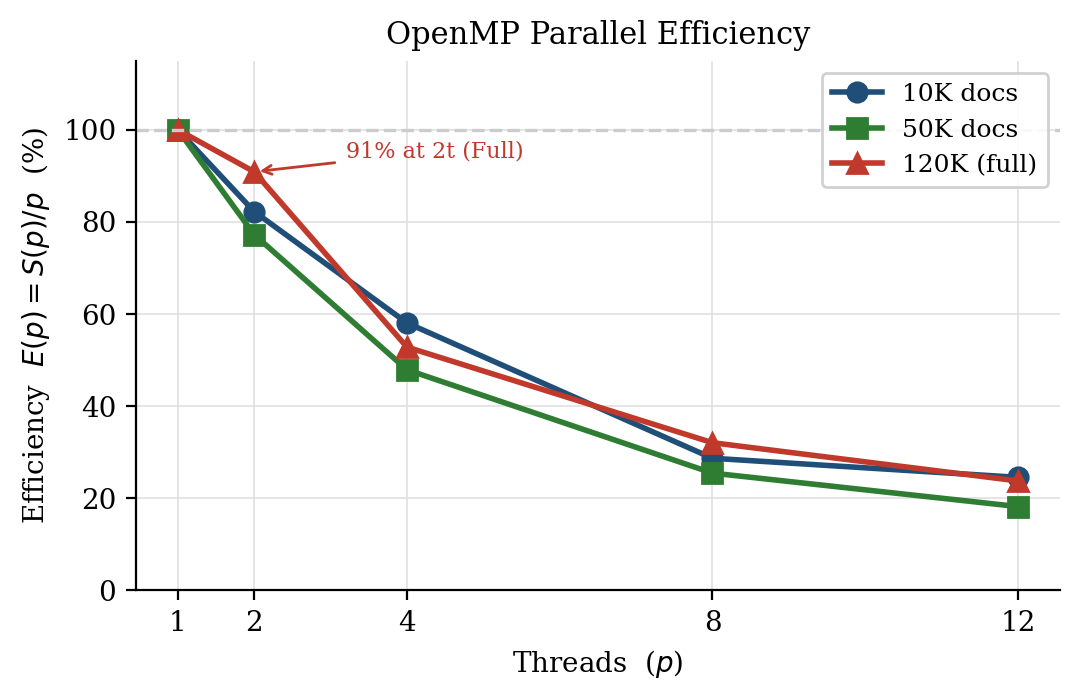 OpenMP Parallel Efficiency
Efficiency E(p) = S(p)/p (%)
100
80
60
40
20
0
91% at 2t (Full)
10K docs
50K docs
120K (full)
1 2 4 8 12
Threads (p)